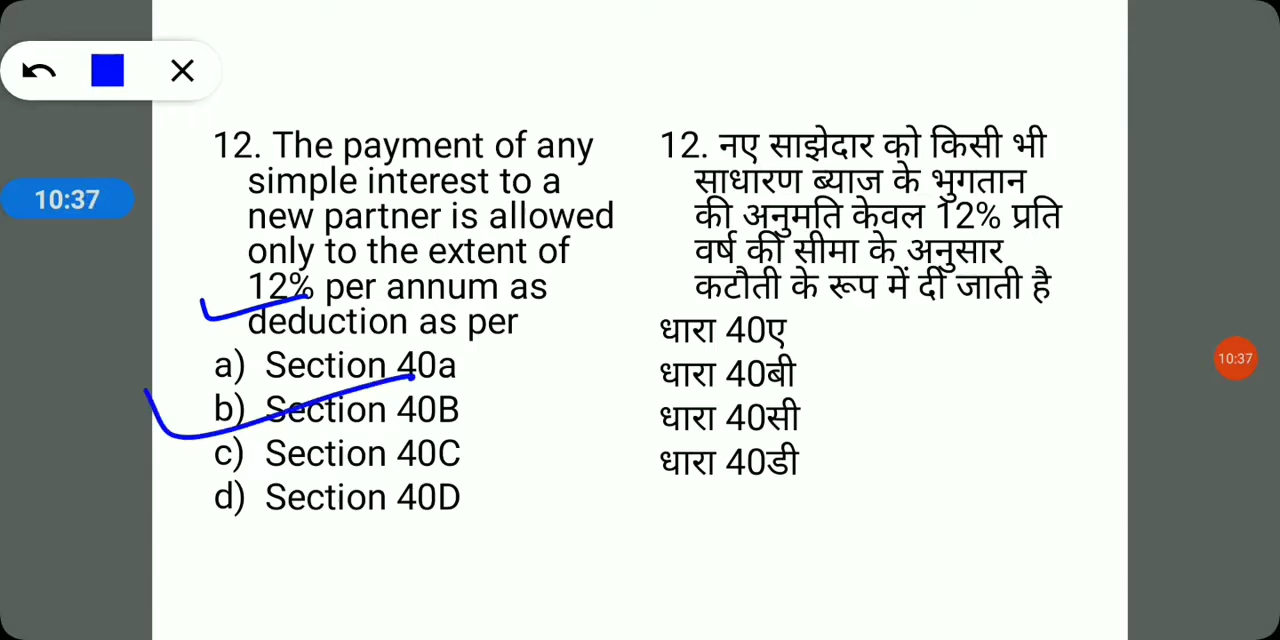 10:37
12. The payment of any
simple interest to a
new partner is allowed
only to the extent of
12% per annum as
deduction as per
a) Section 40a
b) Section 40B
c) Section 40C
d) Section 40D
12. नए साझेदार को किसी भी
साधारण ब्याज के भुगतान
की अनुमति केवल 12% प्रति
वर्ष की सीमा के अनुसार
कटौती के रूप में दी जाती है
धारा 40ए
धारा 40बी
धारा 40सी
धारा 40डी
10:37